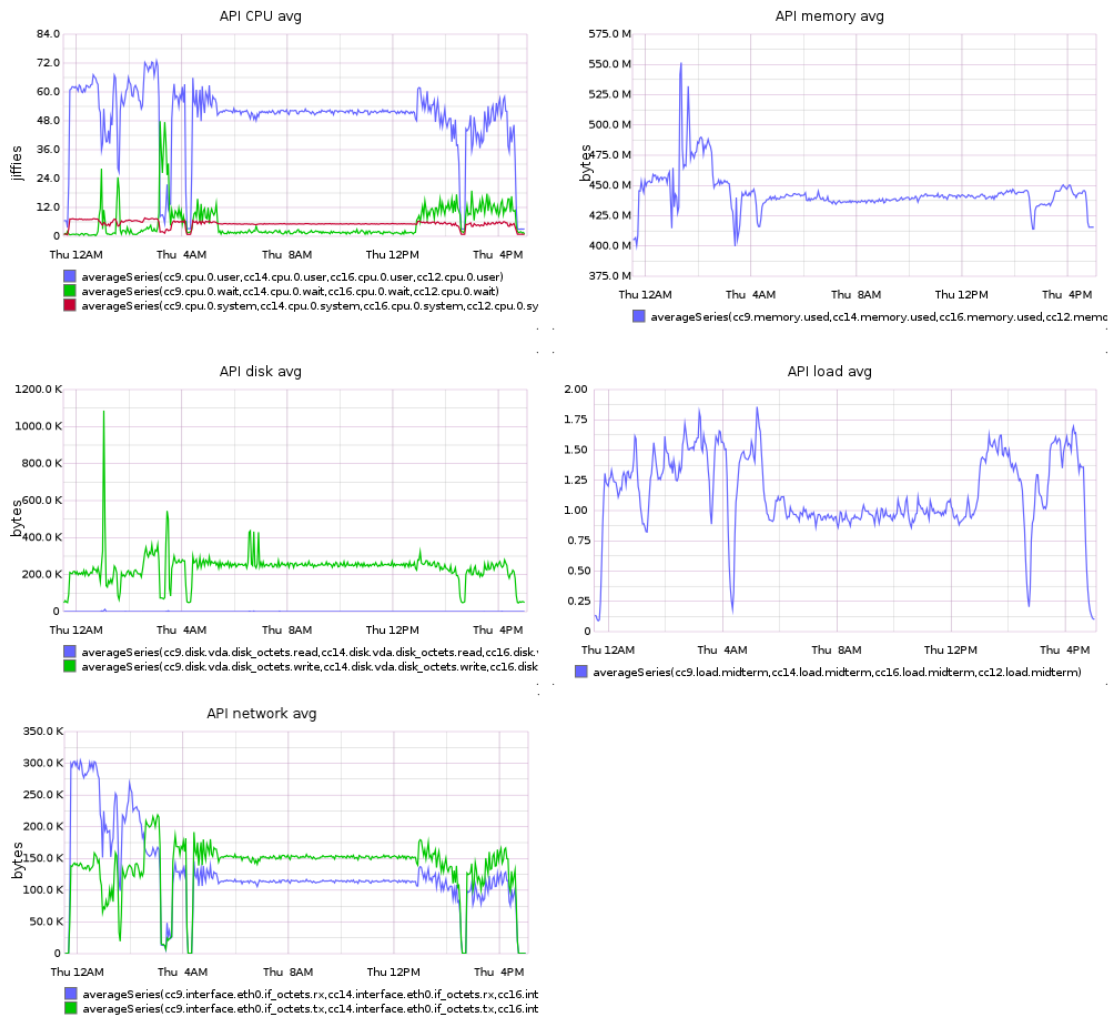 API CPU avg
84.0
72.0
60.0
48.0
36.0
24.0
12.0
0
jiffies
Thu 12AM Thu 4AM Thu 8AM Thu 12PM Thu 4PM
averageSeries(cc9.cpu.0.user,cc14.cpu.0.user,cc16.cpu.0.user,cc12.cpu.0.user)
averageSeries(cc9.cpu.0.wait,cc14.cpu.0.wait,cc16.cpu.0.wait,cc12.cpu.0.wait)
averageSeries(cc9.cpu.0.system,cc14.cpu.0.system,cc16.cpu.0.system,cc12.cpu.0.sy
API memory avg
575.0 M
550.0 M
525.0 M
500.0 M
475.0 M
450.0 M
425.0 M
400.0 M
375.0 M
bytes
Thu 12AM Thu 4AM Thu 8AM Thu 12PM Thu 4PM
averageSeries(cc9.memory.used,cc14.memory.used,cc16.memory.used,cc12.memo
API disk avg
1200.0 K
1000.0 K
800.0 K
600.0 K
400.0 K
200.0 K
0
bytes
Thu 12AM Thu 4AM Thu 8AM Thu 12PM Thu 4PM
averageSeries(cc9.disk.vda.disk_octets.read,cc14.disk.vda.disk_octets.read,cc16.disk.
averageSeries(cc9.disk.vda.disk_octets.write,cc14.disk.vda.disk_octets.write,cc16.disk
API load avg
2.00
1.75
1.50
1.25
1.00
0.75
0.50
0.25
0
Thu 12AM Thu 4AM Thu 8AM Thu 12PM Thu 4PM
averageSeries(cc9.load.midterm,cc14.load.midterm,cc16.load.midterm,cc12.load.midterm)
API network avg
350.0 K
300.0 K
250.0 K
200.0 K
150.0 K
100.0 K
50.0 K
0
bytes
Thu 12AM Thu 4AM Thu 8AM Thu 12PM Thu 4PM
averageSeries(cc9.interface.eth0.if_octets.rx,cc14.interface.eth0.if_octets.rx,cc16.int
averageSeries(cc9.interface.eth0.if_octets.tx,cc14.interface.eth0.if_octets.tx,cc16.int